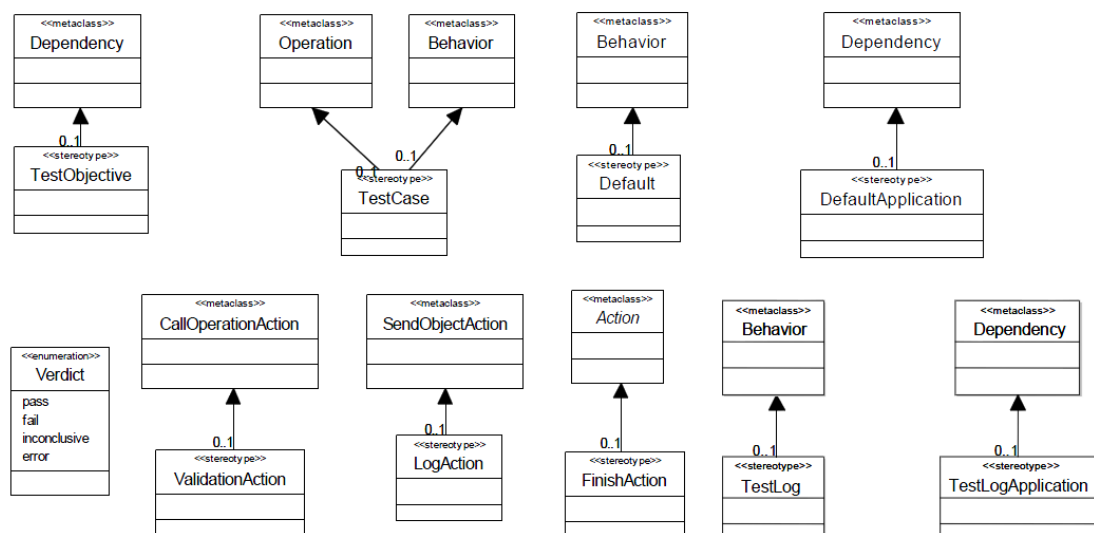 <<metaclass>>
Dependency
0..1
<<stereotype>>
TestObjective
<<metaclass>>
Operation
<<metaclass>>
Behavior
0..1
0..1
<<stereotype>>
TestCase
<<metaclass>>
Behavior
0..1
<<stereotype>>
Default
<<metaclass>>
Dependency
0..1
<<stereotype>>
DefaultApplication
<<enumeration>>
Verdict
pass
fail
inconclusive
error
<<metaclass>>
CallOperationAction
0..1
<<stereotype>>
ValidationAction
<<metaclass>>
SendObjectAction
0..1
<<stereotype>>
LogAction
<<metaclass>>
Action
0..1
<<stereotype>>
FinishAction
<<metaclass>>
Behavior
0..1
<<stereotype>>
TestLog
<<metaclass>>
Dependency
0..1
<<stereotype>>
TestLogApplication